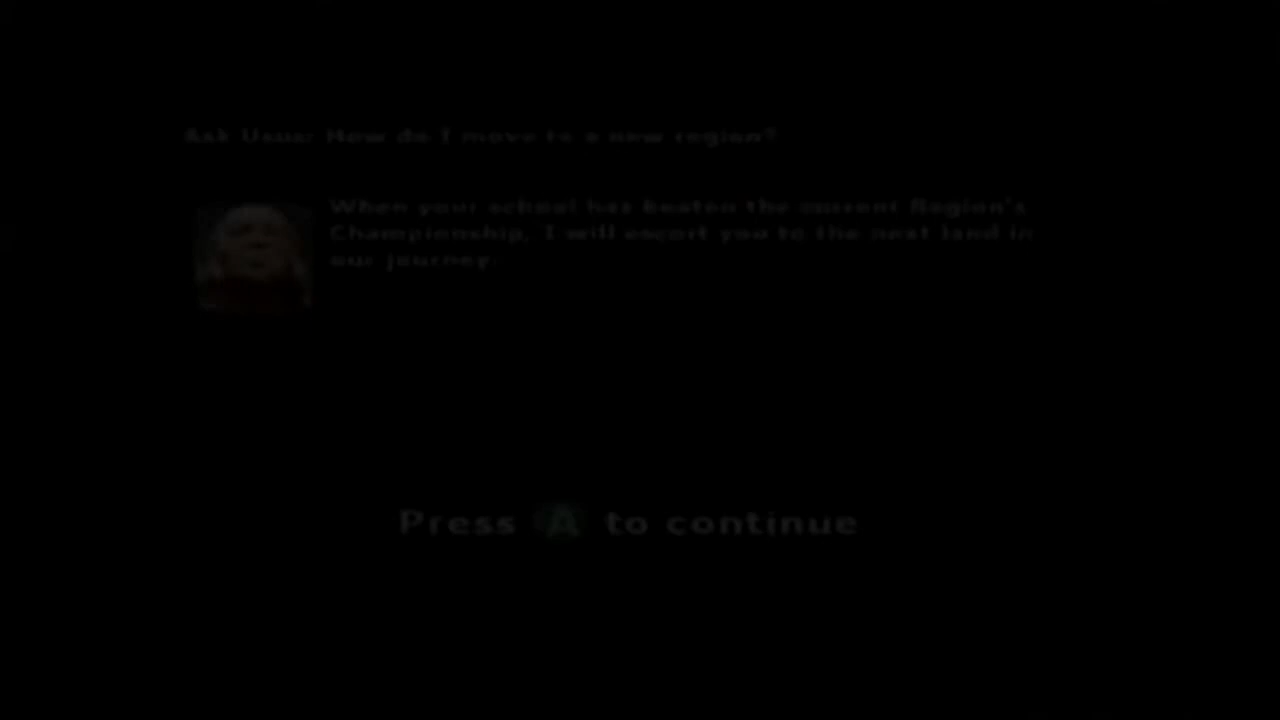 Ask Usus: How do I move to a new region?
When your school has beaten the current Region's
Championship, I will escort you to the next land in
our journey.
Press A to continue